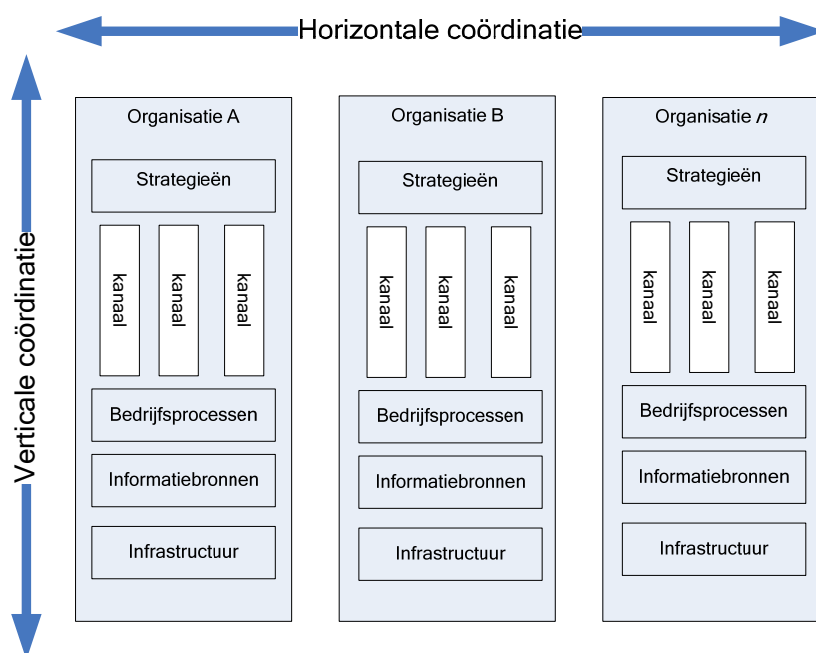 Horizontale coördinatie
Verticale coördinatie
Organisatie A
Strategieën
kanaal
kanaal
kanaal
Bedrijfsprocessen
Informatiebronnen
Infrastructuur
Organisatie B
Strategieën
kanaal
kanaal
kanaal
Bedrijfsprocessen
Informatiebronnen
Infrastructuur
Organisatie n
Strategieën
kanaal
kanaal
kanaal
Bedrijfsprocessen
Informatiebronnen
Infrastructuur